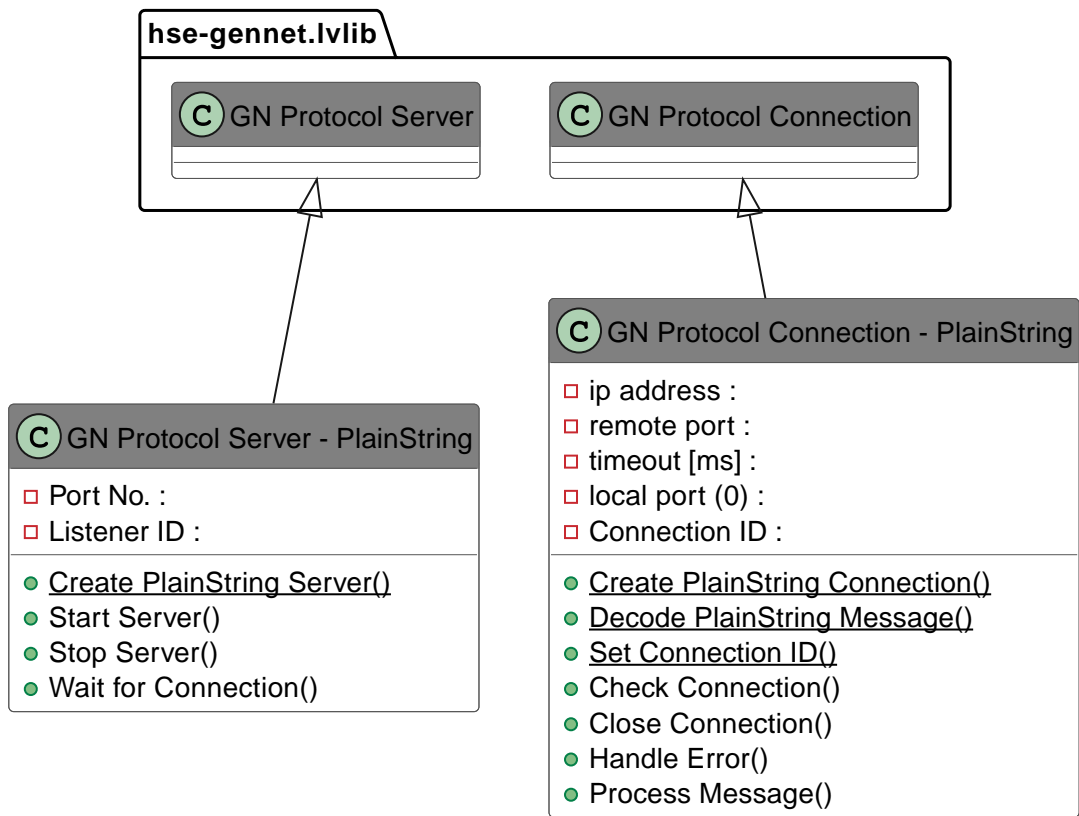 hse-gennet.lvlib
C GN Protocol Server
C GN Protocol Connection
C GN Protocol Server - PlainString
Port No. :
Listener ID :
Create PlainString Server()
Start Server()
Stop Server()
Wait for Connection()
C GN Protocol Connection - PlainString
ip address :
remote port :
timeout [ms] :
local port (0) :
Connection ID :
Create PlainString Connection()
Decode PlainString Message()
Set Connection ID()
Check Connection()
Close Connection()
Handle Error()
Process Message()